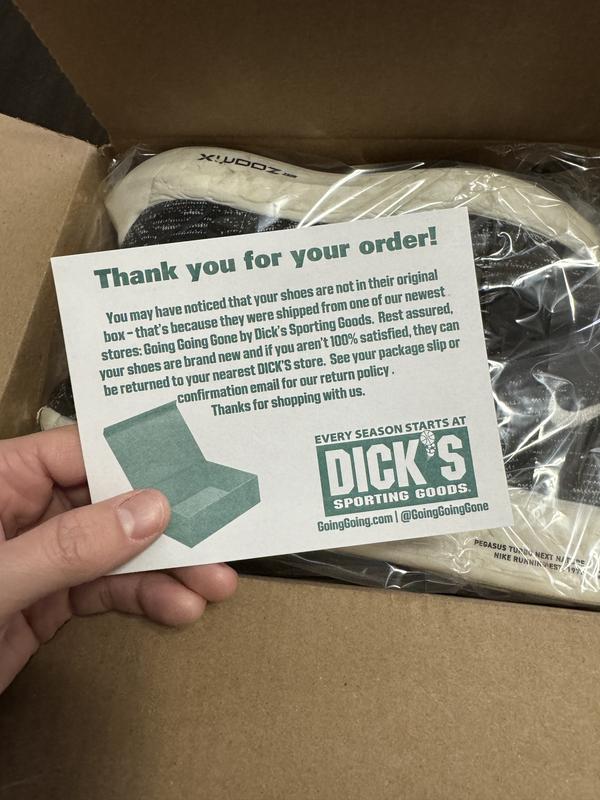 XꟾOOZ
Thank you for your order!
You may have noticed that your shoes are not in their original
box – that's because they were shipped from one of our newest
stores: Going Going Gone by Dick's Sporting Goods. Rest assured,
your shoes are brand new and if you aren't 100% satisfied, they can
be returned to your nearest DICK'S store. See your package slip or
confirmation email for our return policy .
Thanks for shopping with us.
EVERY SEASON STARTS AT
DICK'S
SPORTING GOODS.
GoingGoing.com | @GoingGoingGone
PEGASUS TURBO NEXT NATURE
NIKE RUNNING EST. 1972